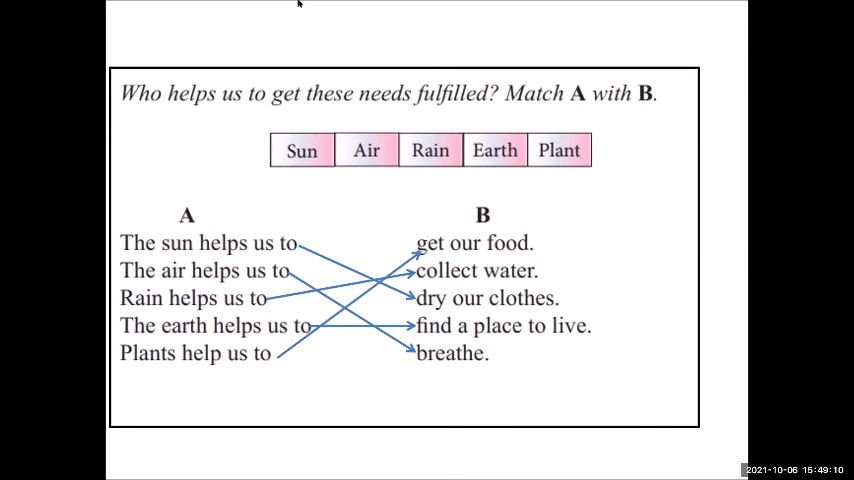 Who helps us to get these needs fulfilled? Match A with B.
Sun Air Rain Earth Plant
A B
The sun helps us to get our food.
The air helps us to collect water.
Rain helps us to dry our clothes.
The earth helps us to find a place to live.
Plants help us to breathe.
2021-10-06 15:49:10